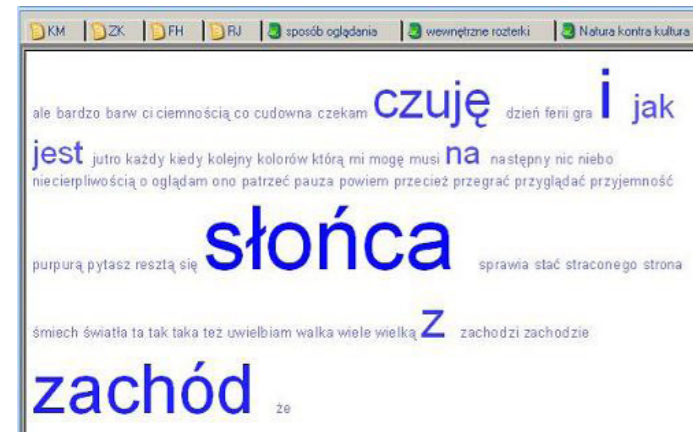 KM ZK FH RJ sposób oglądania wewnętrzne rozterki Natura kontra kultura
ale bardzo barw ci ciemnością co cudowna czekam czuję dzień ferii gra i jak
jest jutro każdy kiedy kolejny kolorów którą mi mogę musi na następny nic niebo
niecierpliwością o oglądam ono patrzeć pauza powiem przecież przegrać przyglądać przyjemność
purpurą pytasz resztą się słońca sprawia stać straconego strona
śmiech światła ta tak taka też uwielbiam walka wiele wielką z zachodzi zachodzie
zachód że